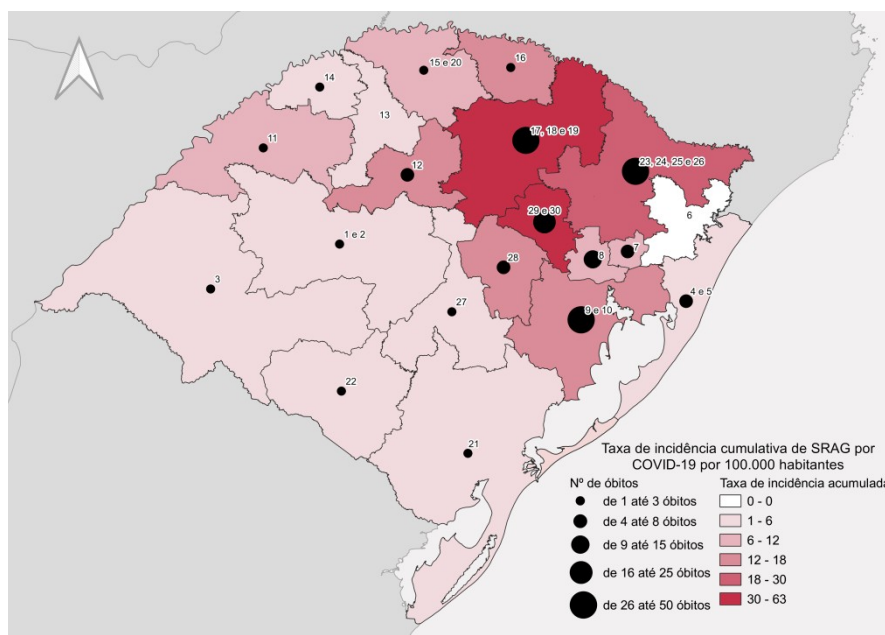 16
15 e 20
14
13
17, 18 e 19
11
12
23, 24, 25 e 26
6
29 e 30
1 e 2
7
8
28
3
4 e 5
27
9 e 10
22
21
Taxa de incidência cumulativa de SRAG por
COVID-19 por 100.000 habitantes
Nº de óbitos
de 1 até 3 óbitos
de 4 até 8 óbitos
de 9 até 15 óbitos
de 16 até 25 óbitos
de 26 até 50 óbitos
Taxa de incidência acumulada
0 - 0
1 - 6
6 - 12
12 - 18
18 - 30
30 - 63